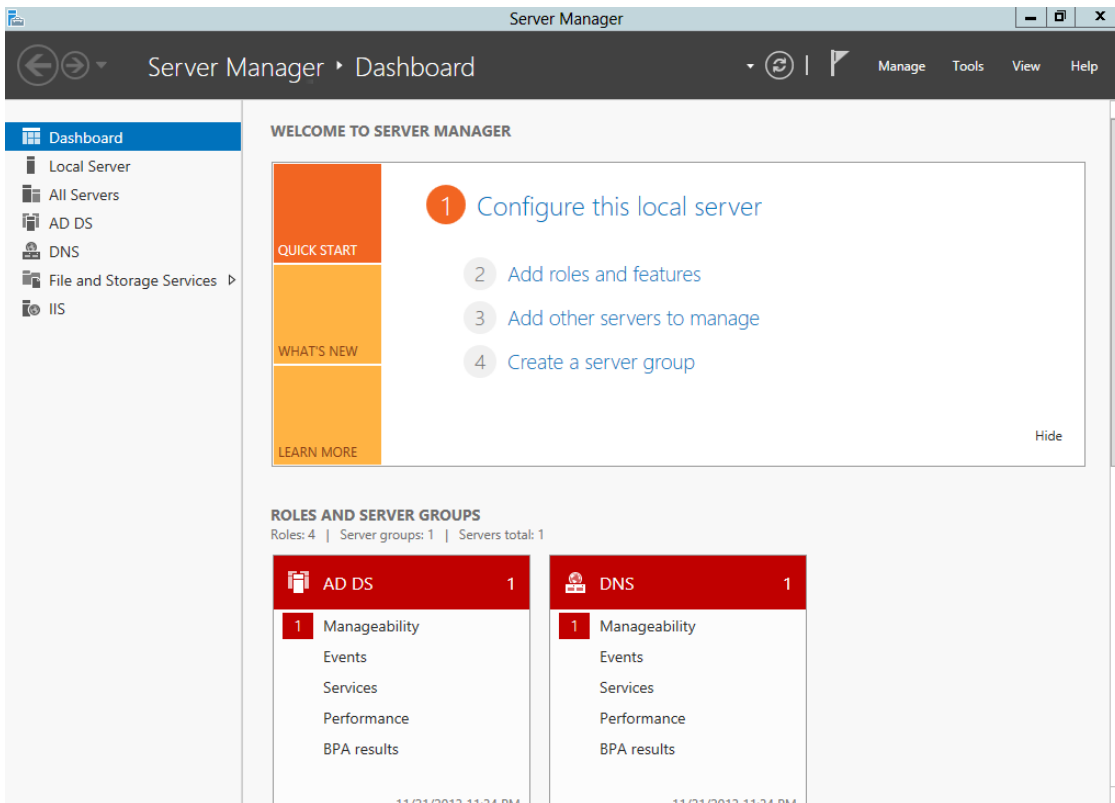 Server Manager
Server Manager ‣ Dashboard
Manage Tools View Help
Dashboard
Local Server
All Servers
AD DS
DNS
File and Storage Services
IIS
WELCOME TO SERVER MANAGER
QUICK START
WHAT'S NEW
LEARN MORE
1 Configure this local server
2 Add roles and features
3 Add other servers to manage
4 Create a server group
Hide
ROLES AND SERVER GROUPS
Roles: 4 | Server groups: 1 | Servers total: 1
AD DS 1
1 Manageability
Events
Services
Performance
BPA results
DNS 1
1 Manageability
Events
Services
Performance
BPA results